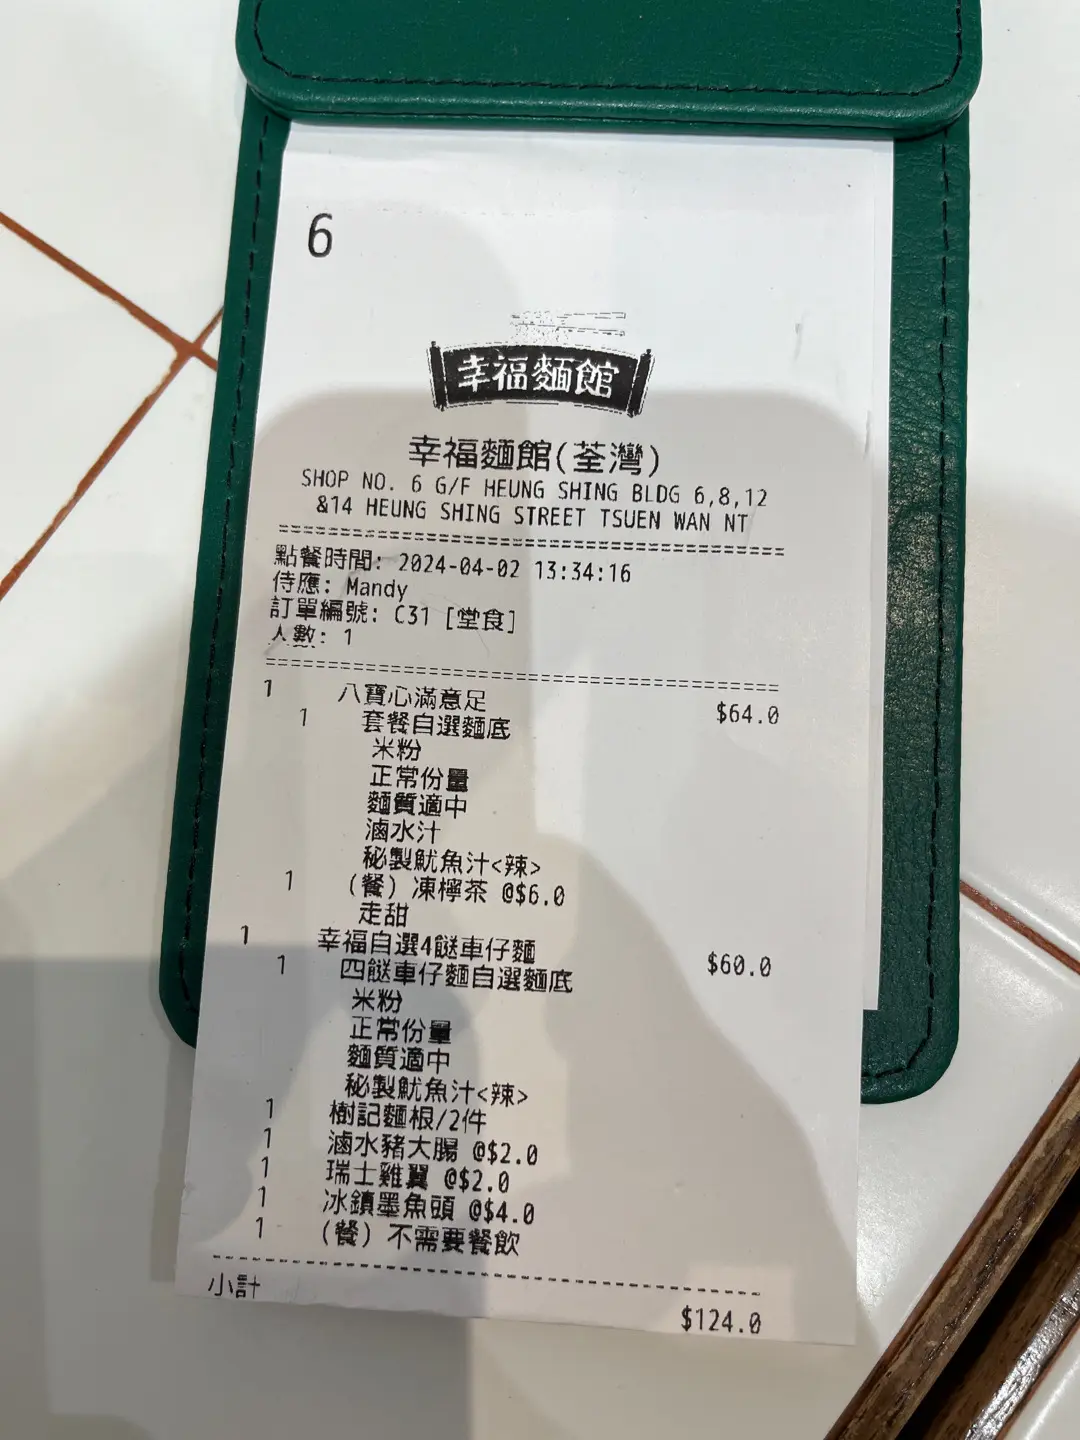 6
幸福麵館
幸福麵館(荃灣)
SHOP NO. 6 G/F HEUNG SHING BLDG 6,8,12
&14 HEUNG SHING STREET TSUEN WAN NT
點餐時間: 2024-04-02 13:34:16
侍應: Mandy
訂單編號: C31 [堂食]
人數: 1
1 八寶心滿意足 $64.0
1 套餐自選麵底
米粉
正常份量
麵質適中
滷水汁
秘製魷魚汁<辣>
1 (餐) 凍檸茶 @$6.0
走甜
1 幸福自選4餸車仔麵 $60.0
1 四餸車仔麵自選麵底
米粉
正常份量
麵質適中
秘製魷魚汁<辣>
1 樹記麵根/2件
1 滷水豬大腸 @$2.0
1 瑞士雞翼 @$2.0
1 冰鎮墨魚頭 @$4.0
1 (餐) 不需要餐飲
小計 $124.0